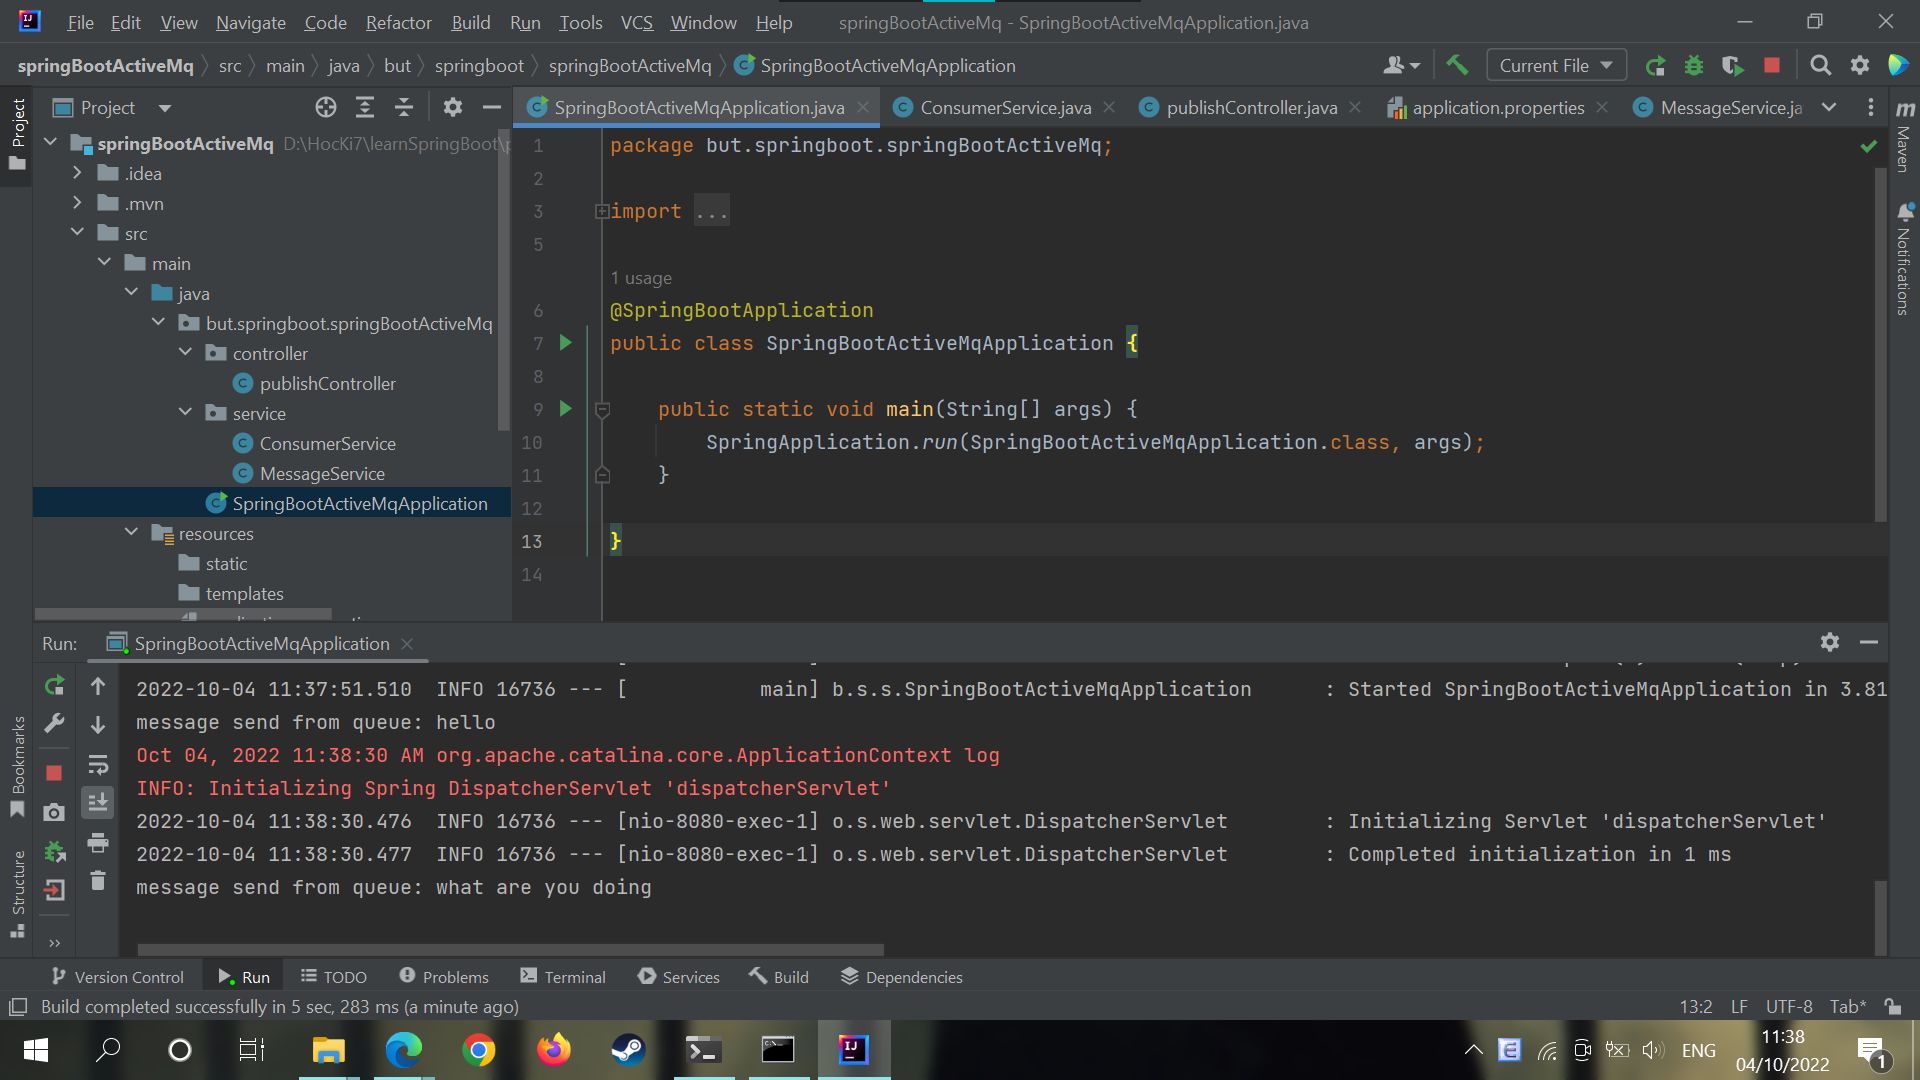 File Edit View Navigate Code Refactor Build Run Tools VCS Window Help springBootActiveMq - SpringBootActiveMqApplication.java
springBootActiveMq src main java but springboot springBootActiveMq SpringBootActiveMqApplication Current File
Project
SpringBootActiveMqApplication.java ConsumerService.java publishController.java application.properties MessageService.ja
Project
springBootActiveMq D:\HocKi7\learnSpringBoot\
.idea
.mvn
src
main
java
but.springboot.springBootActiveMq
controller
publishController
service
ConsumerService
MessageService
SpringBootActiveMqApplication
resources
static
templates
1 package but.springboot.springBootActiveMq;
2
3 import ...
5
1 usage
6 @SpringBootApplication
7 public class SpringBootActiveMqApplication {
8
9 public static void main(String[] args) {
10 SpringApplication.run(SpringBootActiveMqApplication.class, args);
11 }
12
13 }
14
m Maven
Notifications
Run: SpringBootActiveMqApplication
2022-10-04 11:37:51.510 INFO 16736 --- [ main] b.s.s.SpringBootActiveMqApplication : Started SpringBootActiveMqApplication in 3.81
message send from queue: hello
Oct 04, 2022 11:38:30 AM org.apache.catalina.core.ApplicationContext log
INFO: Initializing Spring DispatcherServlet 'dispatcherServlet'
2022-10-04 11:38:30.476 INFO 16736 --- [nio-8080-exec-1] o.s.web.servlet.DispatcherServlet : Initializing Servlet 'dispatcherServlet'
2022-10-04 11:38:30.477 INFO 16736 --- [nio-8080-exec-1] o.s.web.servlet.DispatcherServlet : Completed initialization in 1 ms
message send from queue: what are you doing
Bookmarks
Structure
Version Control Run TODO Problems Terminal Services Build Dependencies
Build completed successfully in 5 sec, 283 ms (a minute ago) 13:2 LF UTF-8 Tab*
ENG
11:38
04/10/2022
1